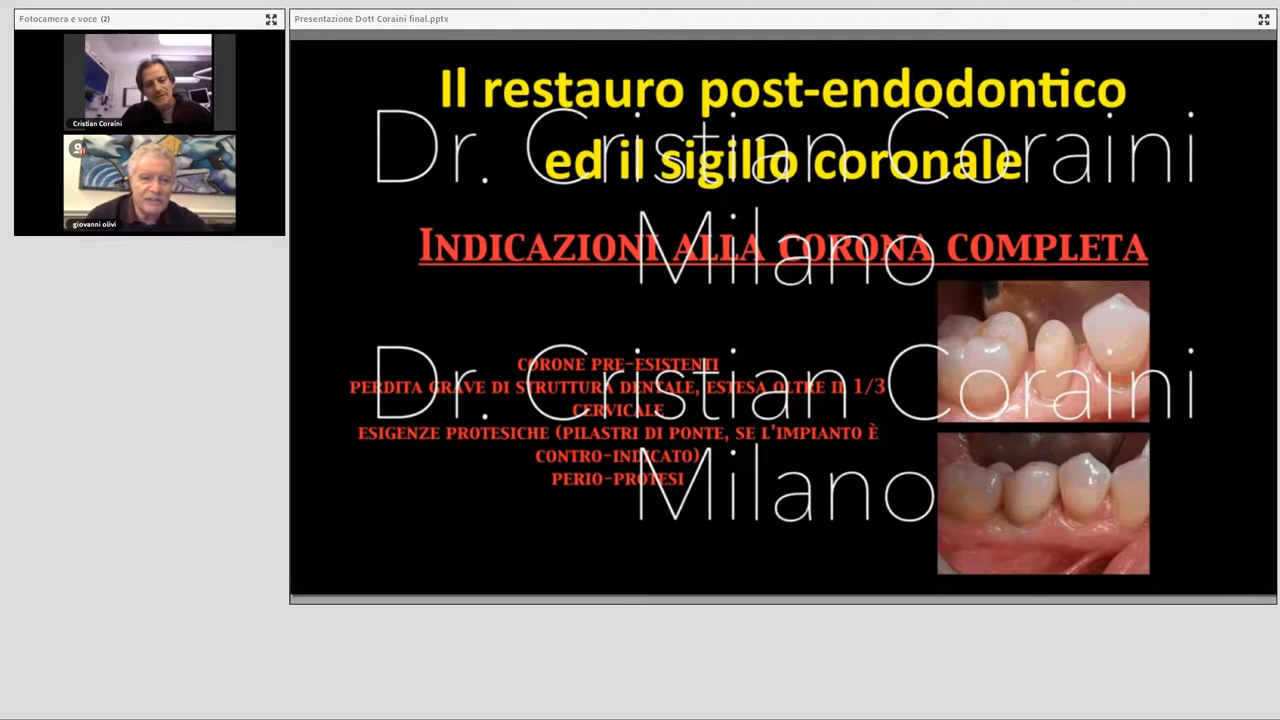 Fotocamera e voce (2)
Cristian Coraini
giovanni olivi
Presentazione Dott Coraini final.pptx
Il restauro post-endodontico
ed il sigillo coronale
Indicazioni alla corona completa
corone pre-esistenti
perdita grave di struttura dentale, estesa oltre il 1/3
cervicale
esigenze protesiche (pilastri di ponte, se l'impianto è
contro-indicato)
perio-protesi
Dr. Cristian Coraini
Milano
Dr. Cristian Coraini
Milano